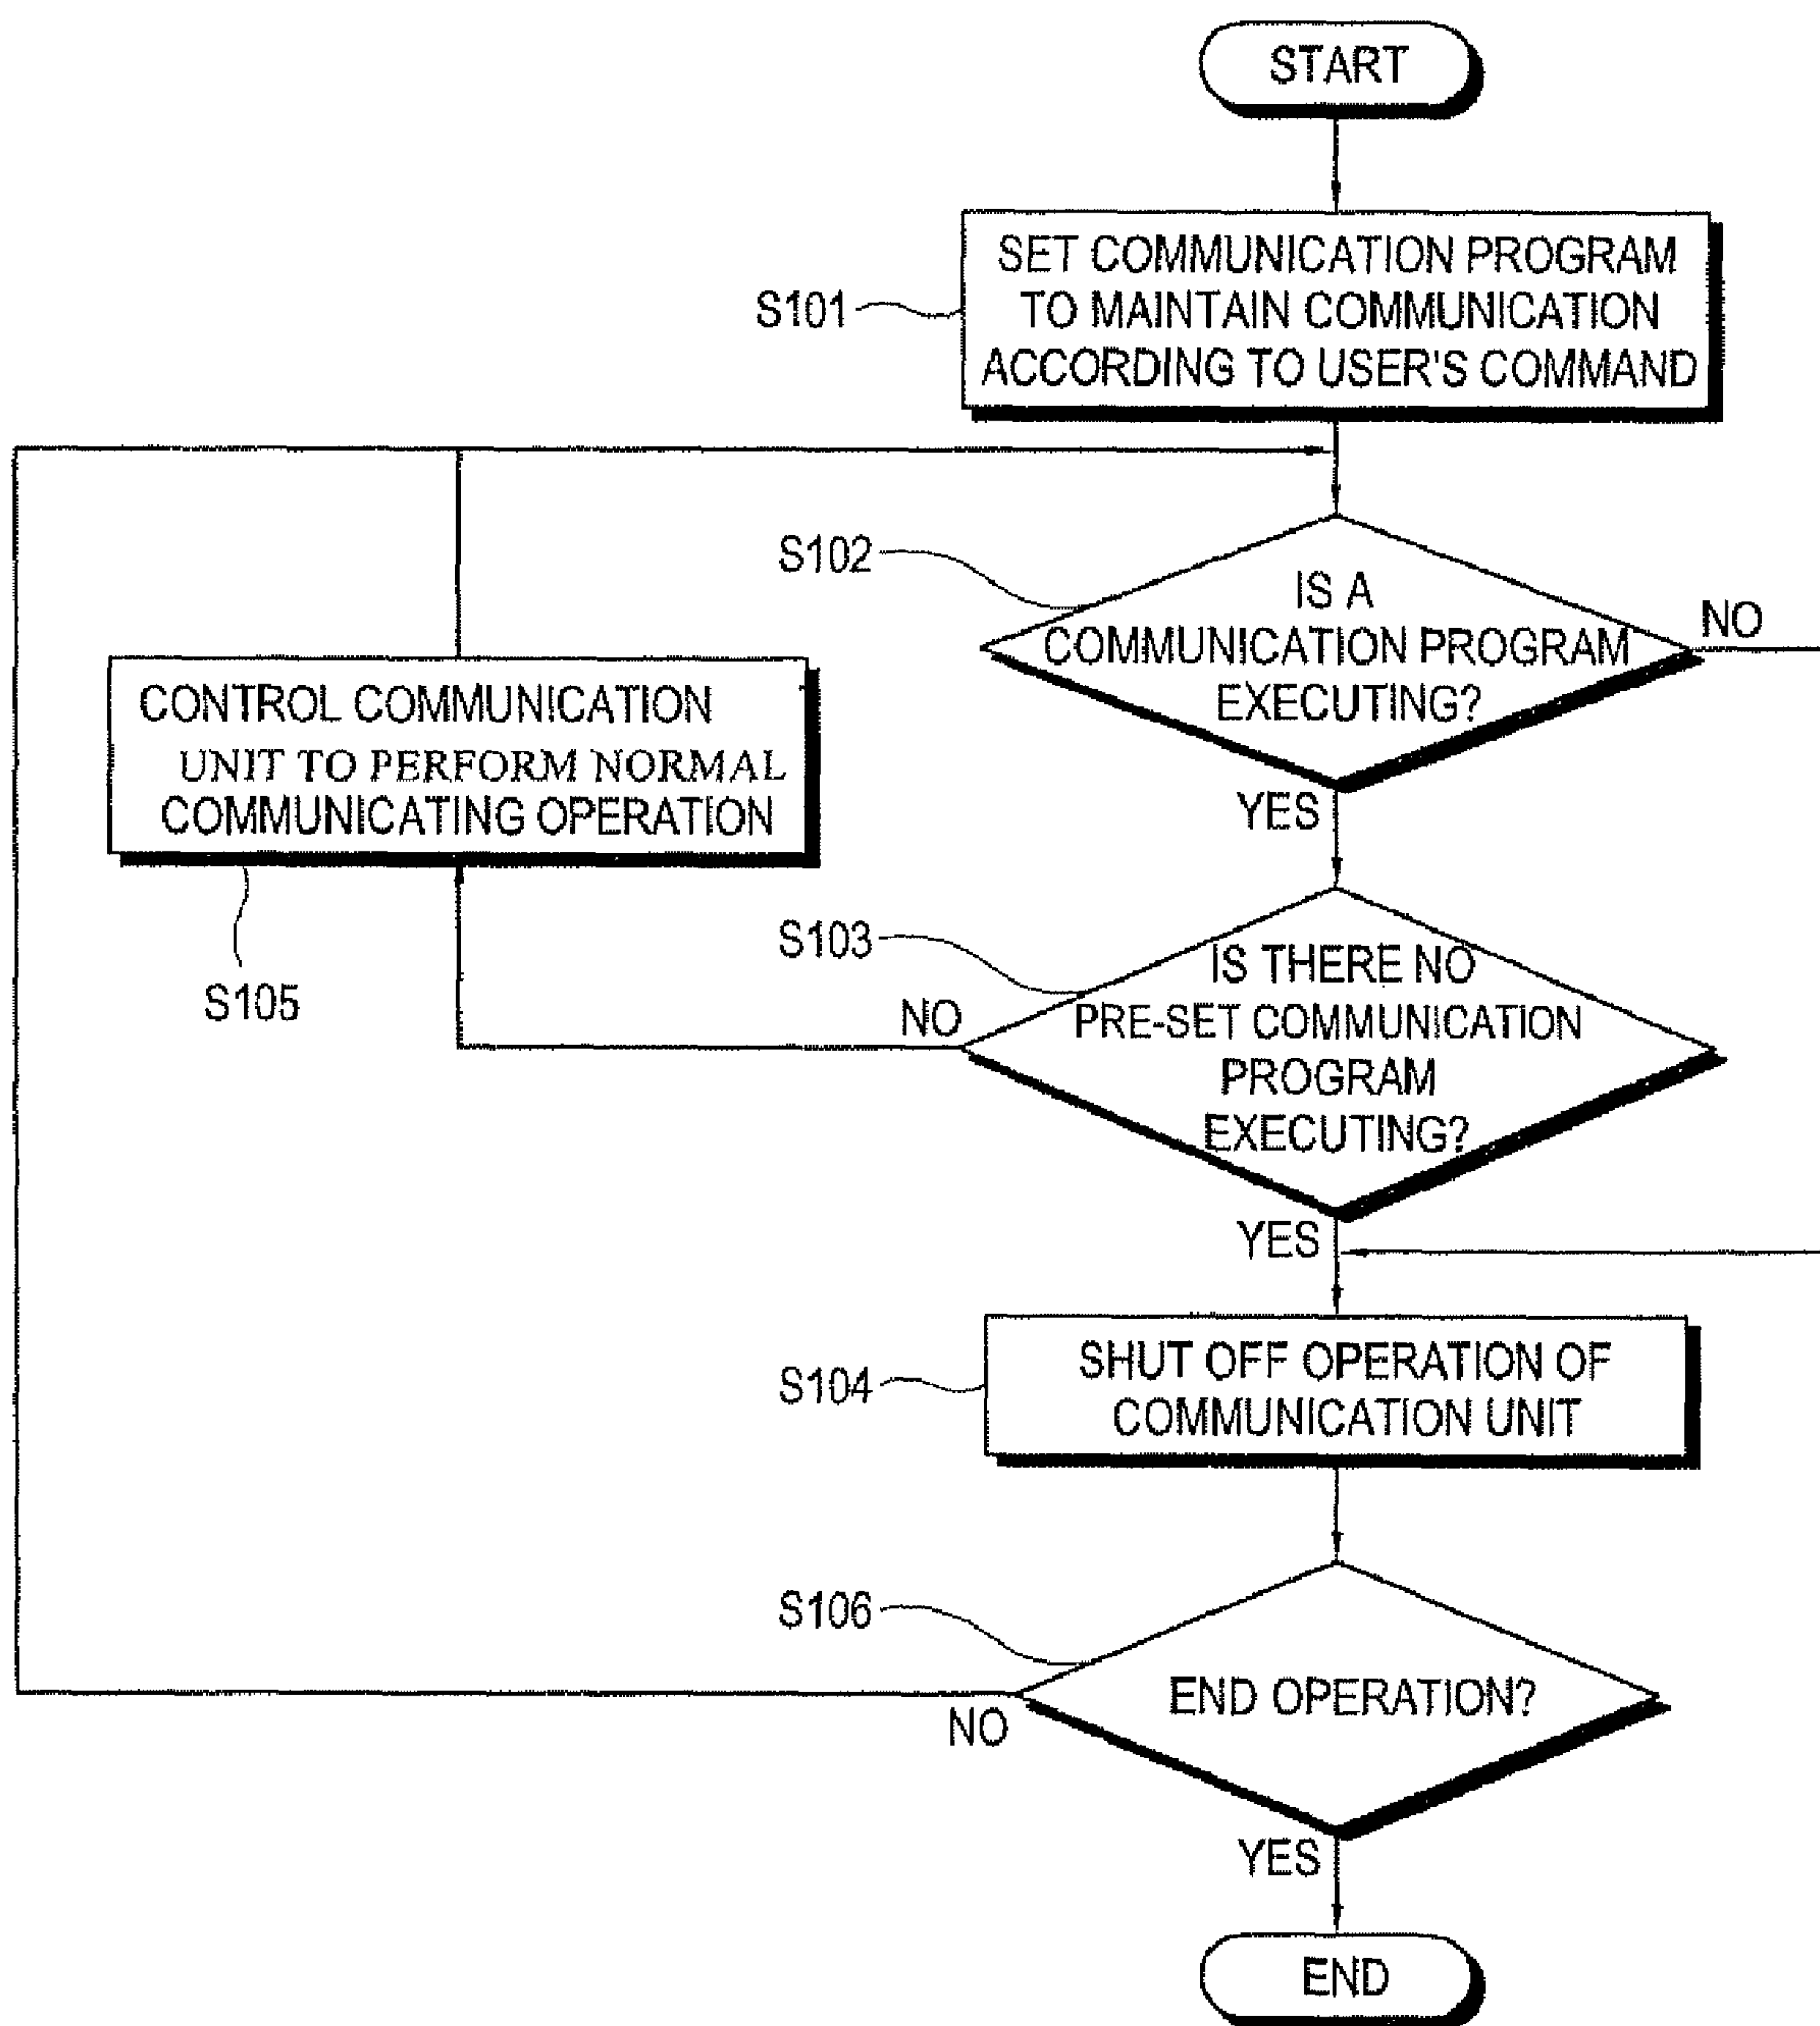 START
SET COMMUNICATION PROGRAM
TO MAINTAIN COMMUNICATION
ACCORDING TO USER'S COMMAND
S101
S102
IS A
COMMUNICATION PROGRAM
EXECUTING?
NO
YES
CONTROL COMMUNICATION
UNIT TO PERFORM NORMAL
COMMUNICATING OPERATION
S105
S103
IS THERE NO
PRE-SET COMMUNICATION
PROGRAM
EXECUTING?
NO
YES
S104
SHUT OFF OPERATION OF
COMMUNICATION UNIT
S106
END OPERATION?
NO
YES
END